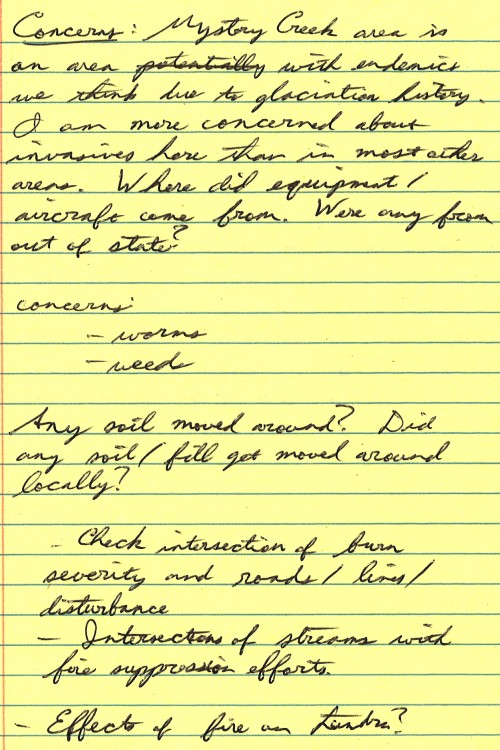 Concerns: Mystery Creek area is
an area potentially with endemics
we think due to glaciation history.
I am more concerned about
invasives here than in most other
areas. Where did equipment/
aircraft come from. Were any from
out of state?
concerns:
- worms
- weeds
Any soil moved around? Did
any soil/fill get moved around
locally?
- Check intersection of burn
severity and roads/lines/
disturbance
- Intersections of streams with
fire suppression efforts.
- Effects of fire on tundra?